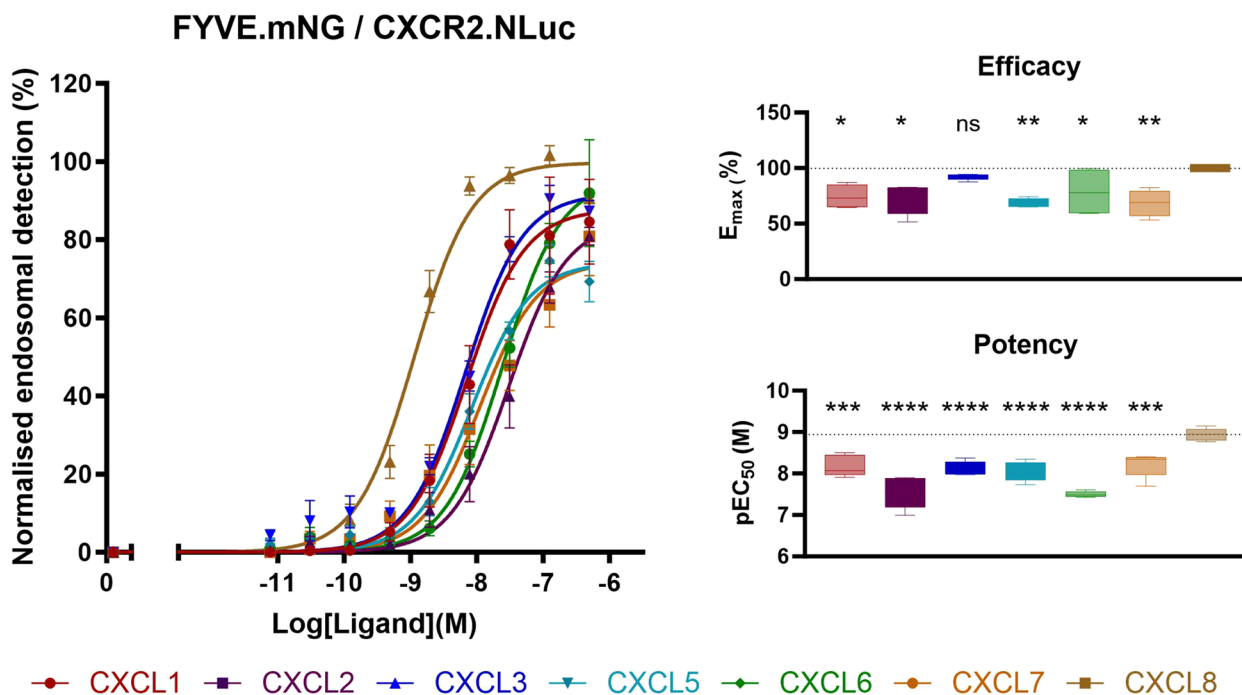 FYVE.mNG / CXCR2.NLuc
Normalised endosomal detection (%)
120
100
80
60
40
20
0
0 -11 -10 -9 -8 -7 -6
Log[Ligand](M)
Efficacy
Emax (%)
150
100
50
0
* * ns ** * **
Potency
pEC50 (M)
10
9
8
7
6
*** **** **** **** **** ***
CXCL1 CXCL2 CXCL3 CXCL5 CXCL6 CXCL7 CXCL8